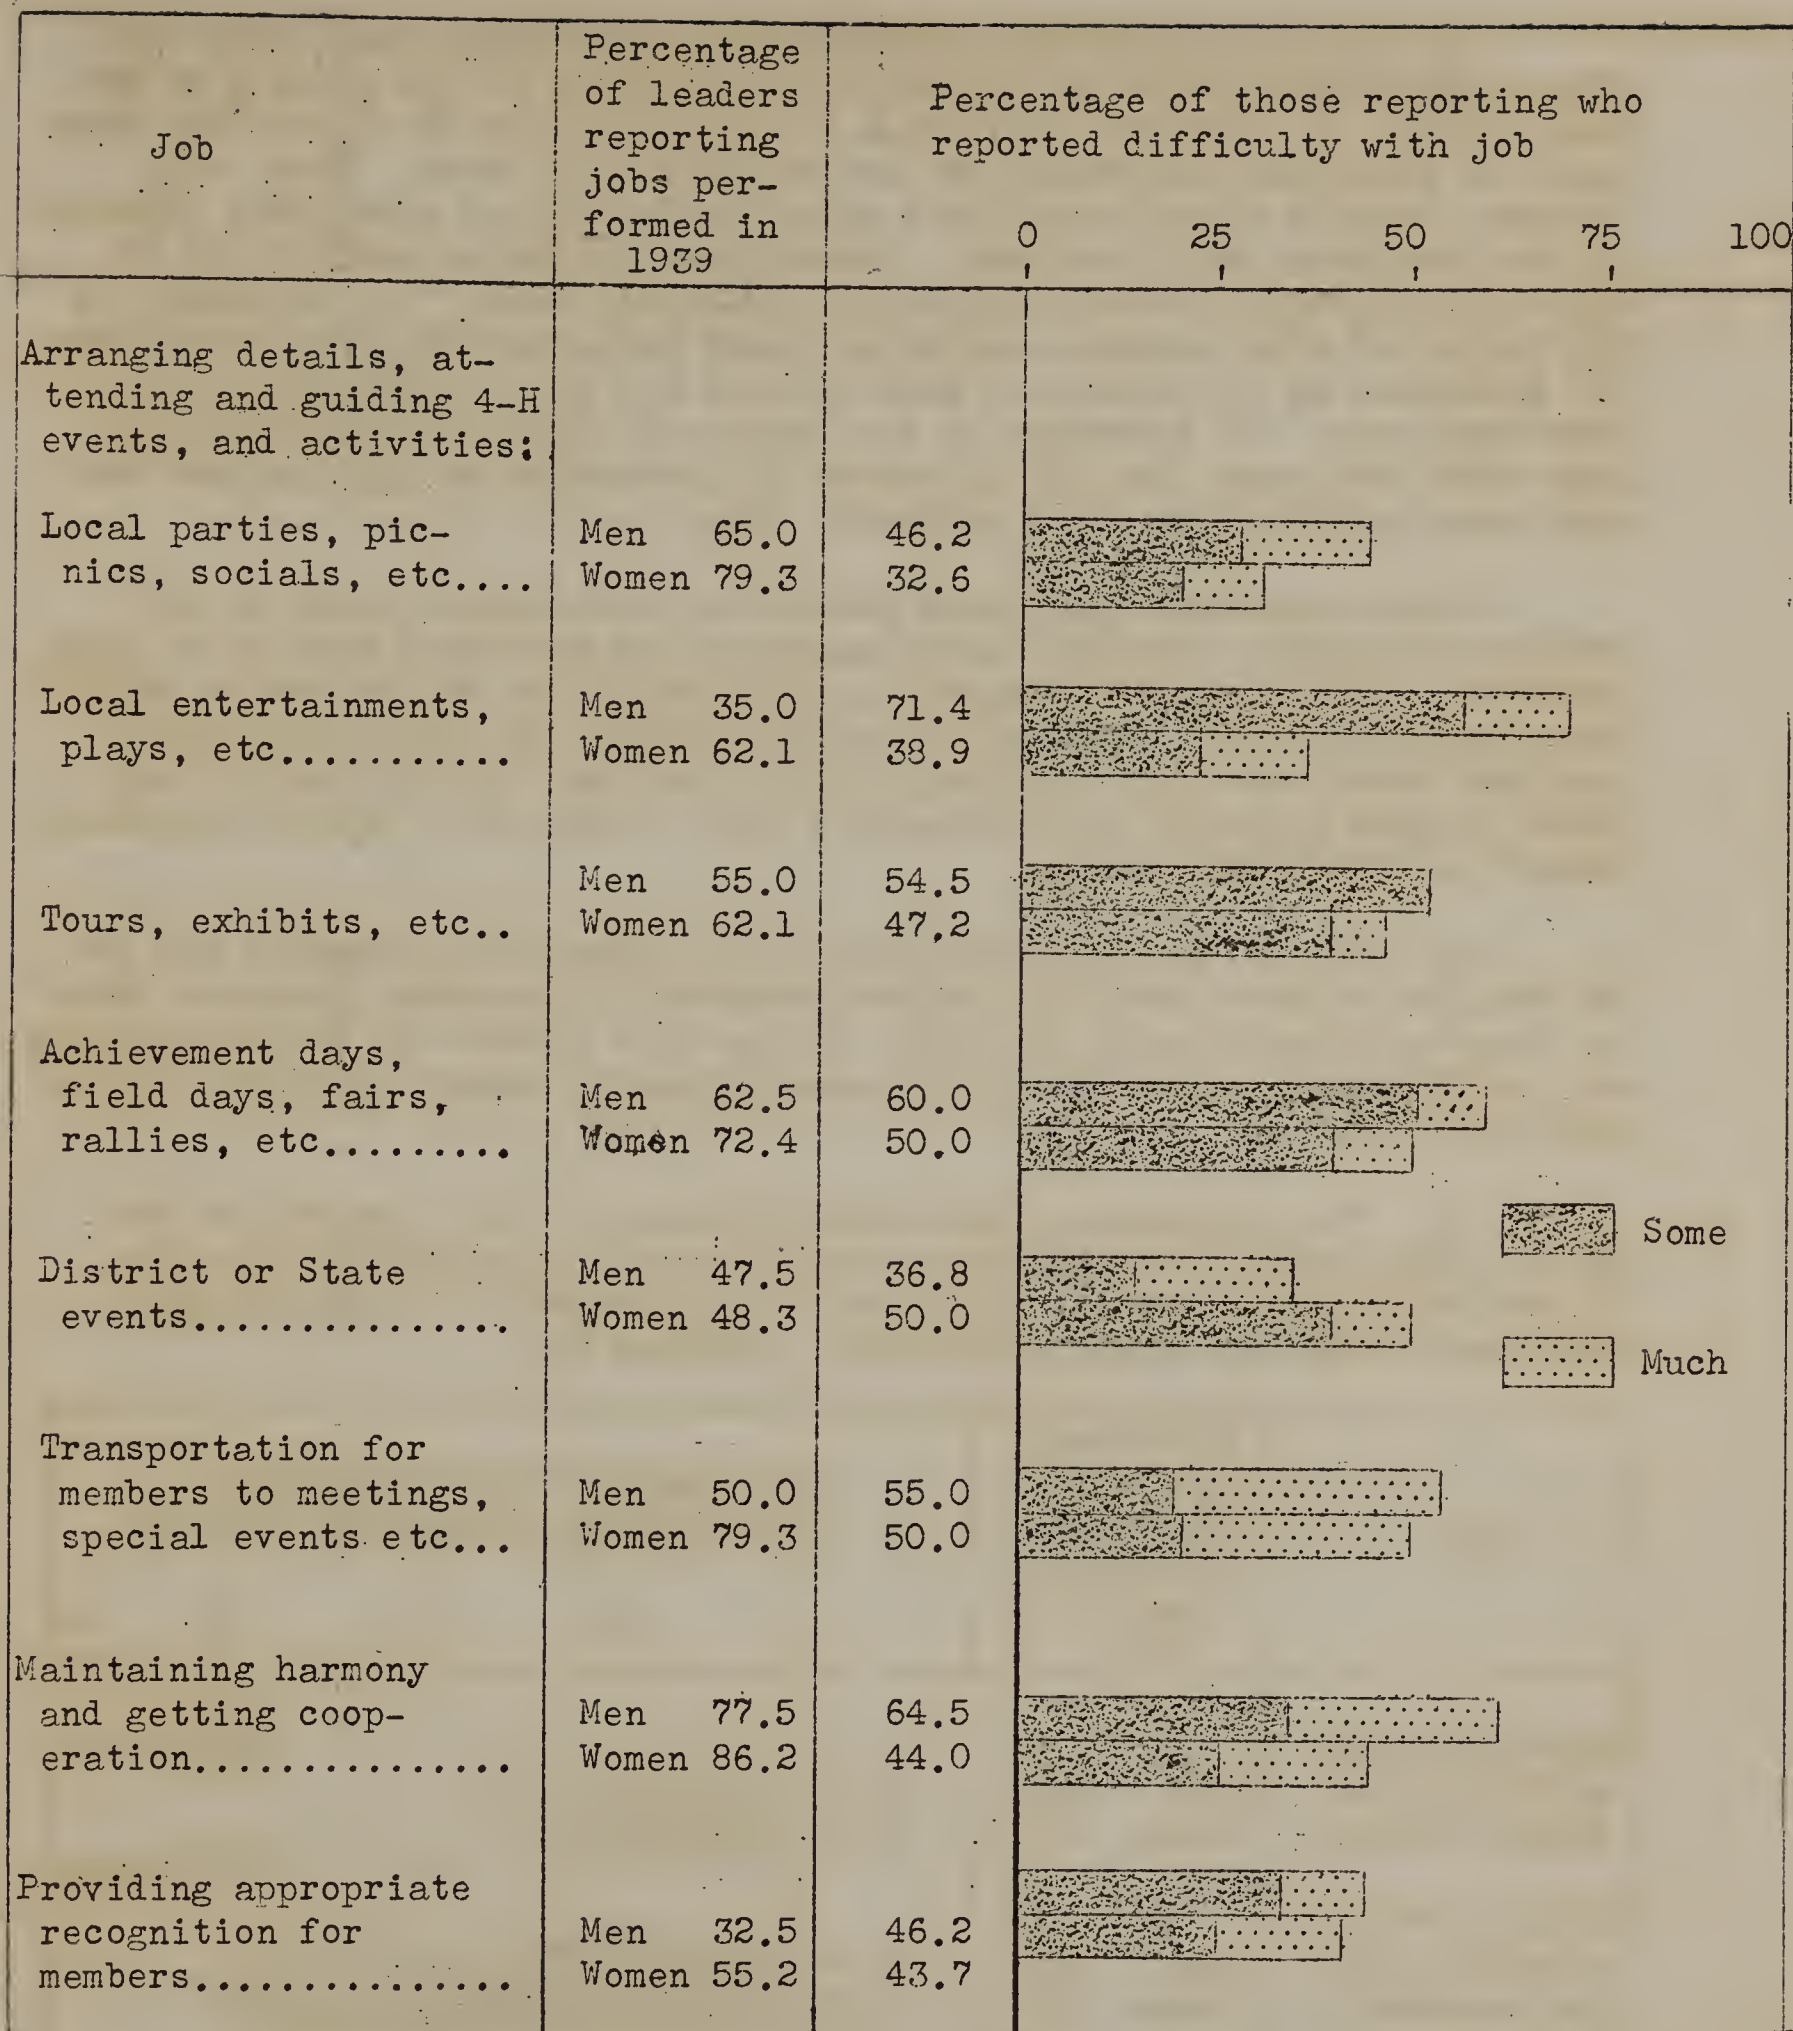 Job
Percentage
of leaders
reporting
jobs per-
formed in
1939
Percentage of those reporting who
reported difficulty with job
0 25 50 75 100
Arranging details, at-
tending and guiding 4-H
events, and activities:
Local parties, pic- Men 65.0 46.2
nics, socials, etc.... Women 79.3 32.6
Local entertainments, Men 35.0 71.4
plays, etc........... Women 62.1 38.9
Men 55.0 54.5
Tours, exhibits, etc.. Women 62.1 47.2
Achievement days,
field days, fairs, Men 62.5 60.0
rallies, etc......... Women 72.4 50.0
Some
District or State Men 47.5 36.8
events............... Women 48.3 50.0
Much
Transportation for
members to meetings, Men 50.0 55.0
special events etc... Women 79.3 50.0
Maintaining harmony
and getting coop- Men 77.5 64.5
eration............... Women 86.2 44.0
Providing appropriate
recognition for Men 32.5 46.2
members............... Women 55.2 43.7